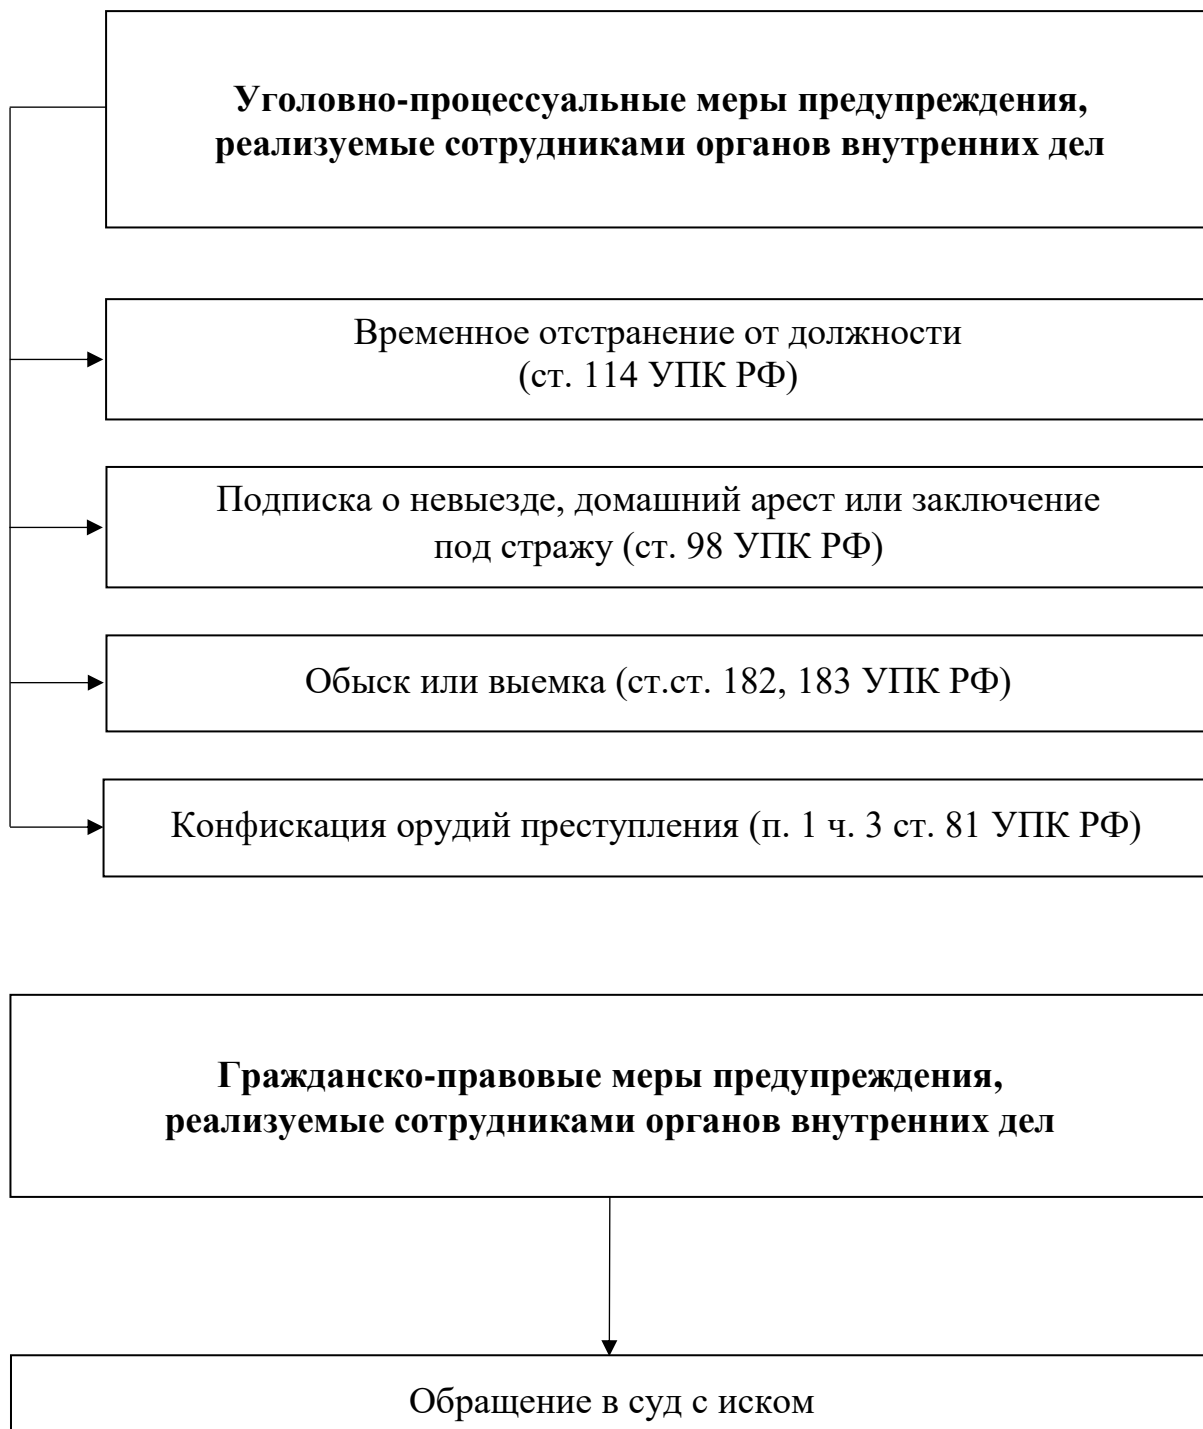 Уголовно-процессуальные меры предупреждения,
реализуемые сотрудниками органов внутренних дел
Временное отстранение от должности
(ст. 114 УПК РФ)
Подписка о невыезде, домашний арест или заключение
под стражу (ст. 98 УПК РФ)
Обыск или выемка (ст.ст. 182, 183 УПК РФ)
Конфискация орудий преступления (п. 1 ч. 3 ст. 81 УПК РФ)
Гражданско-правовые меры предупреждения,
реализуемые сотрудниками органов внутренних дел
Обращение в суд с иском